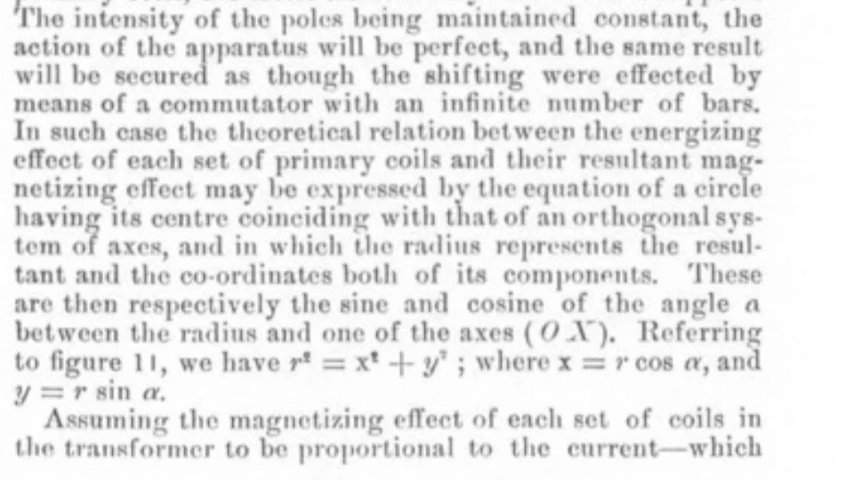 The intensity of the poles being maintained constant, the
action of the apparatus will be perfect, and the same result
will be secured as though the shifting were effected by
means of a commutator with an infinite number of bars.
In such case the theoretical relation between the energizing
effect of each set of primary coils and their resultant mag-
netizing effect may be expressed by the equation of a circle
having its centre coinciding with that of an orthogonal sys-
tem of axes, and in which the radius represents the resul-
tant and the co-ordinates both of its components. These
are then respectively the sine and cosine of the angle a
between the radius and one of the axes (O X). Referring
to figure 11, we have r² = x² + y²; where x = r cos α, and
y = r sin α.
Assuming the magnetizing effect of each set of coils in
the transformer to be proportional to the current—which